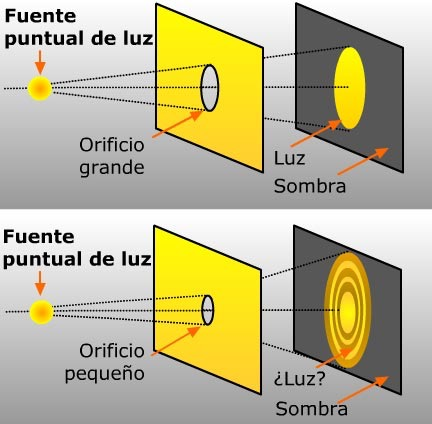 Fuente
puntual de luz
Orificio
grande
Luz
Sombra
Fuente
puntual de luz
Orificio
pequeño
¿Luz?
Sombra